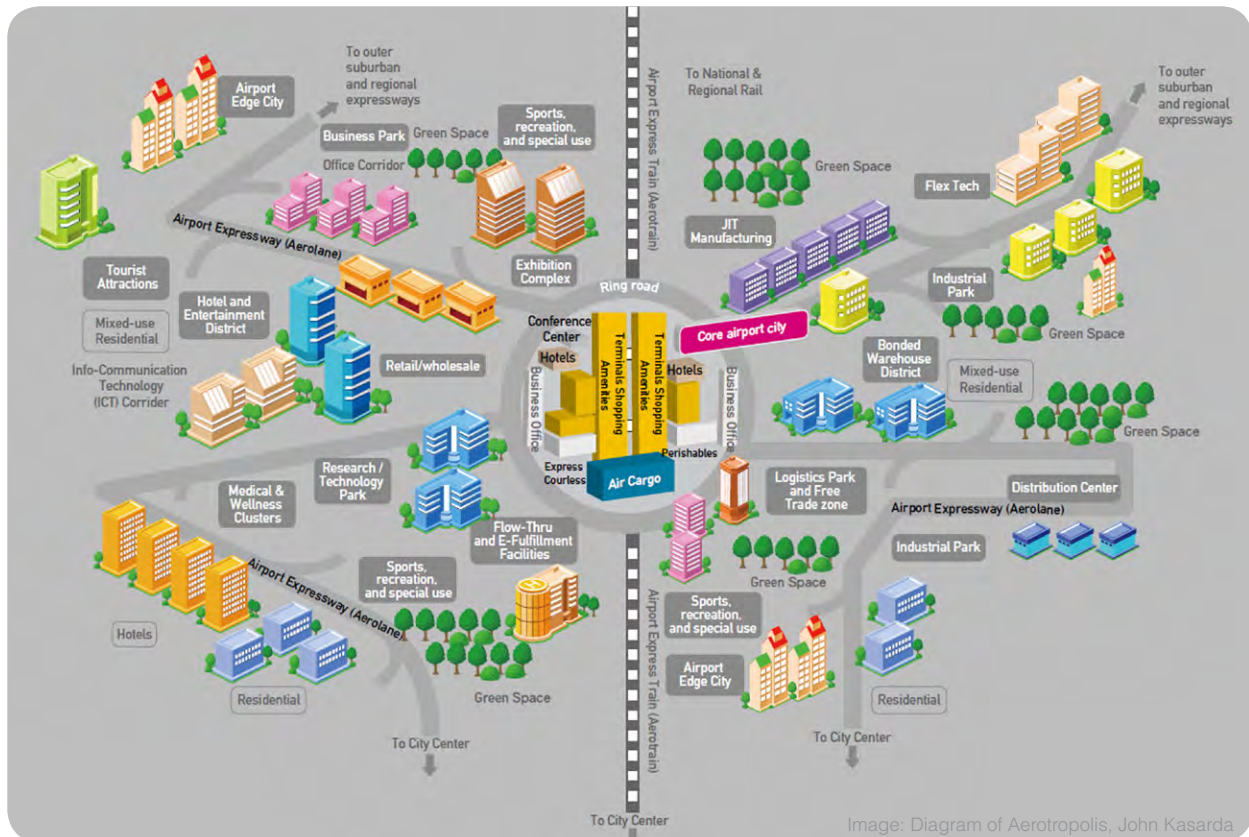 To outer
suburban
and regional
expressways
Airport
Edge City
Business Park
Green Space
Sports,
recreation,
and special use
Office Corridor
Airport Expressway (Aerolane)
Exhibition
Complex
Tourist
Attractions
Mixed-use
Residential
Hotel and
Entertainment
District
Info-Communication
Technology
(ICT) Corridor
Retail/wholesale
Airport Express Train (Aerotrain)
To National &
Regional Rail
Green Space
To outer
suburban
and regional
expressways
Flex Tech
JIT
Manufacturing
Industrial
Park
Green Space
Ring road
Core airport city
Conference
Center
Hotels
Business Office
Terminals Shopping
Amenities
Terminals Shopping
Amenities
Hotels
Business Office
Express
Courless
Perishables
Air Cargo
Bonded
Warehouse
District
Mixed-use
Residential
Green Space
Research /
Technology
Park
Medical &
Wellness
Clusters
Flow-Thru
and E-Fulfillment
Facilities
Airport Expressway (Aerolane)
Sports,
recreation,
and special use
Hotels
Residential
Green Space
To City Center
Logistics Park
and Free
Trade zone
Distribution Center
Airport Expressway (Aerolane)
Industrial Park
Green Space
Sports,
recreation,
and special use
Airport
Edge City
Residential
To City Center
Airport Express Train (Aerotrain)
To City Center
Image: Diagram of Aerotropolis, John Kasarda